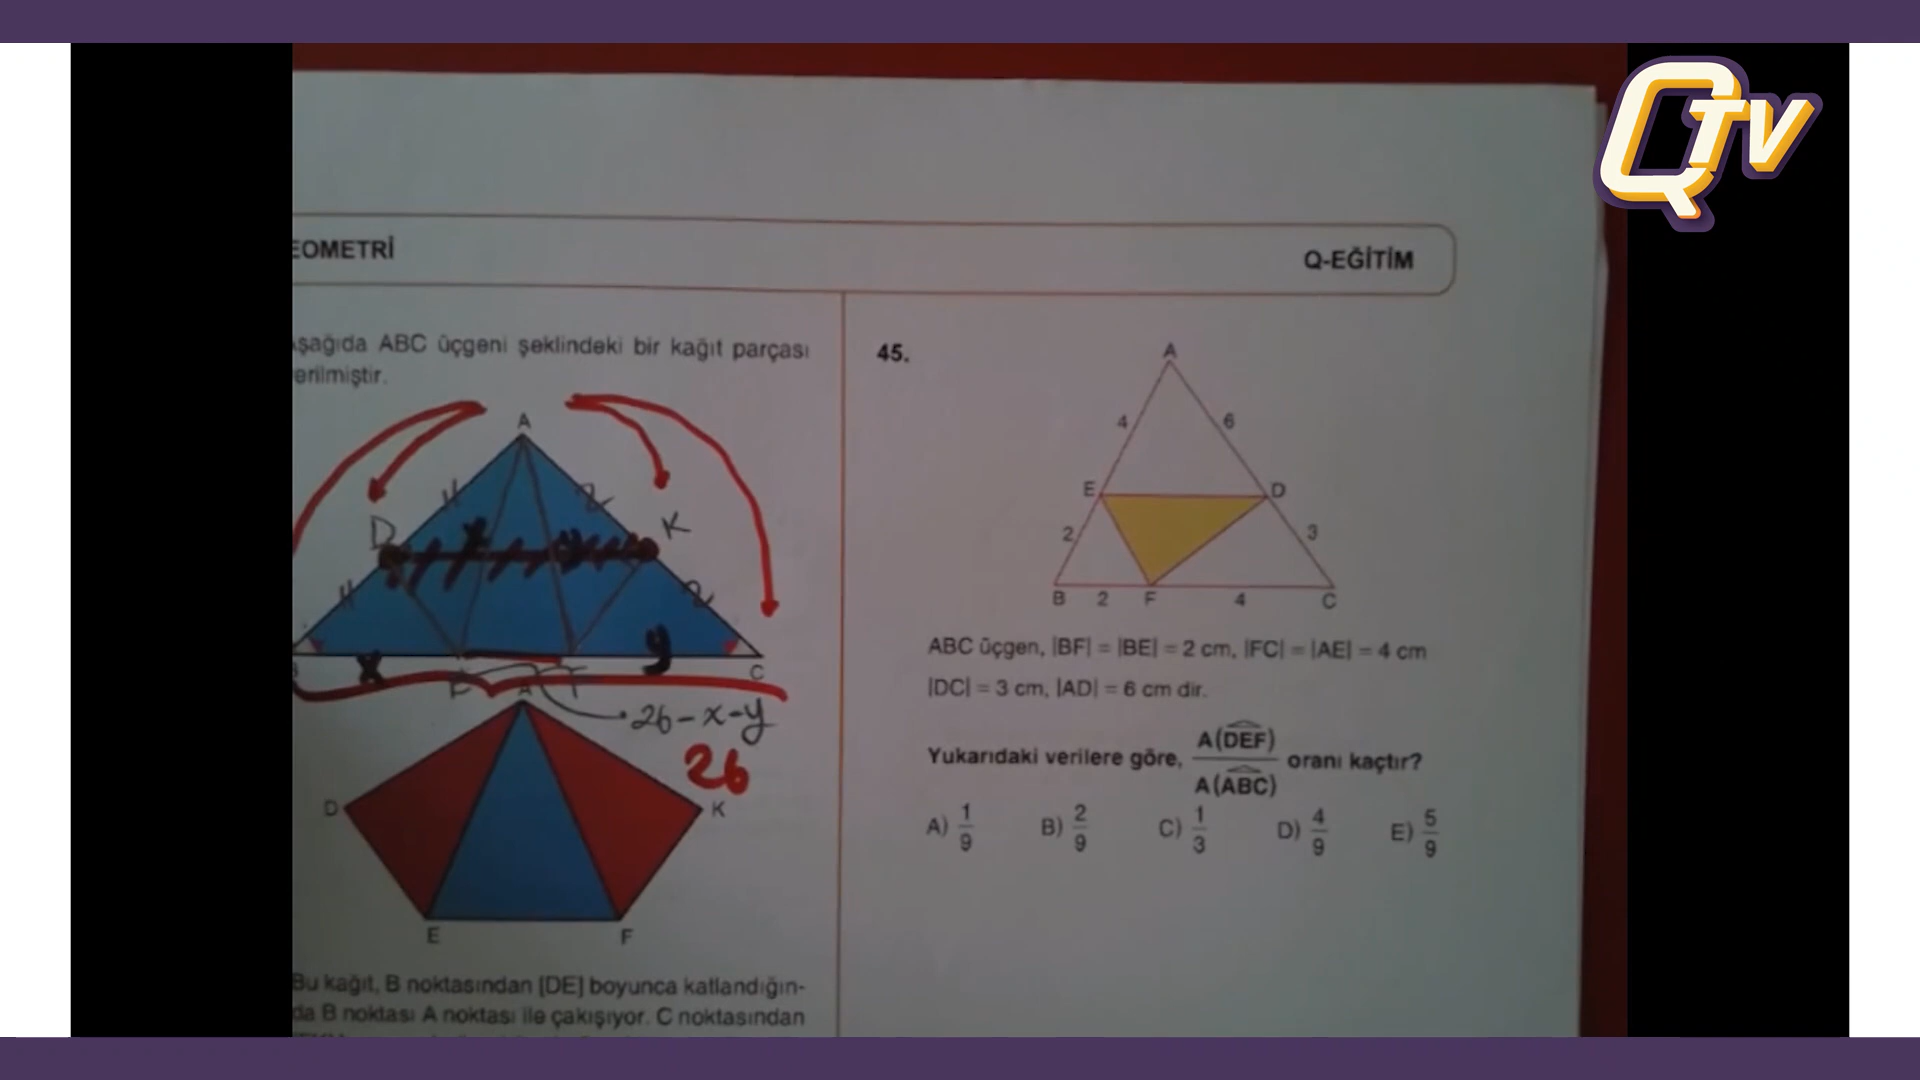 QTV
EOMETRİ
Q-EĞİTİM
şağıda ABC üçgeni şeklindeki bir kağıt parçası
erilmiştir.
A
D
K
x
y
x
y
C
E
F
26-x-y
26
A
D
K
E
F
Bu kağıt, B noktasından [DE] boyunca katlandığın-
da B noktası A noktası ile çakışıyor. C noktasından
45.
A
4
6
E
D
2
3
B 2 F 4 C
ABC üçgen, |BF| = |BE| = 2 cm, |FC| = |AE| = 4 cm
|DC| = 3 cm, |AD| = 6 cm dir.
Yukarıdaki verilere göre, A(DEF)/A(ABC) oranı kaçtır?
A) 1/9 B) 2/9 C) 1/3 D) 4/9 E) 5/9